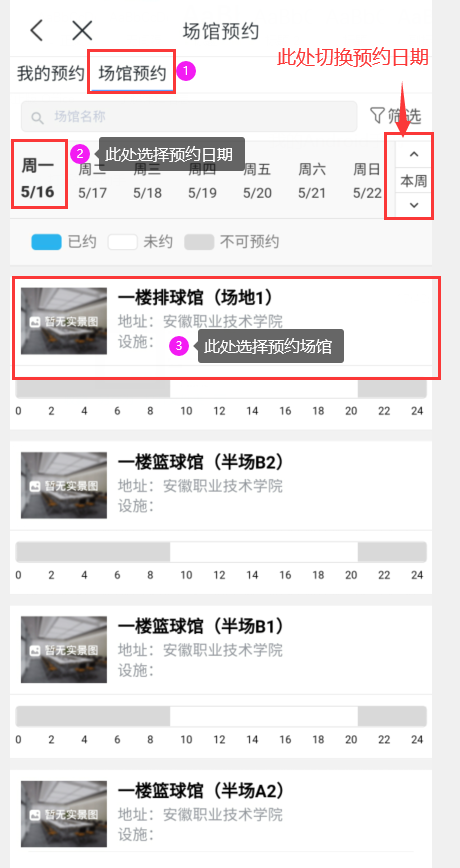 场馆预约
此处切换预约日期
我的预约 场馆预约 1
场馆名称 筛选
2 此处选择预约日期
周一 周二 周三 周四 周五 周六 周日
5/16 5/17 5/18 5/19 5/20 5/21 5/22
本周
已约 未约 不可预约
一楼排球馆（场地1）
地址：安徽职业技术学院
暂无实景图
设施：
3 此处选择预约场馆
0 2 4 6 8 10 12 14 16 18 20 22 24
一楼篮球馆（半场B2）
地址：安徽职业技术学院
暂无实景图
设施：
0 2 4 6 8 10 12 14 16 18 20 22 24
一楼篮球馆（半场B1）
地址：安徽职业技术学院
暂无实景图
设施：
0 2 4 6 8 10 12 14 16 18 20 22 24
一楼篮球馆（半场A2）
地址：安徽职业技术学院
暂无实景图
设施：